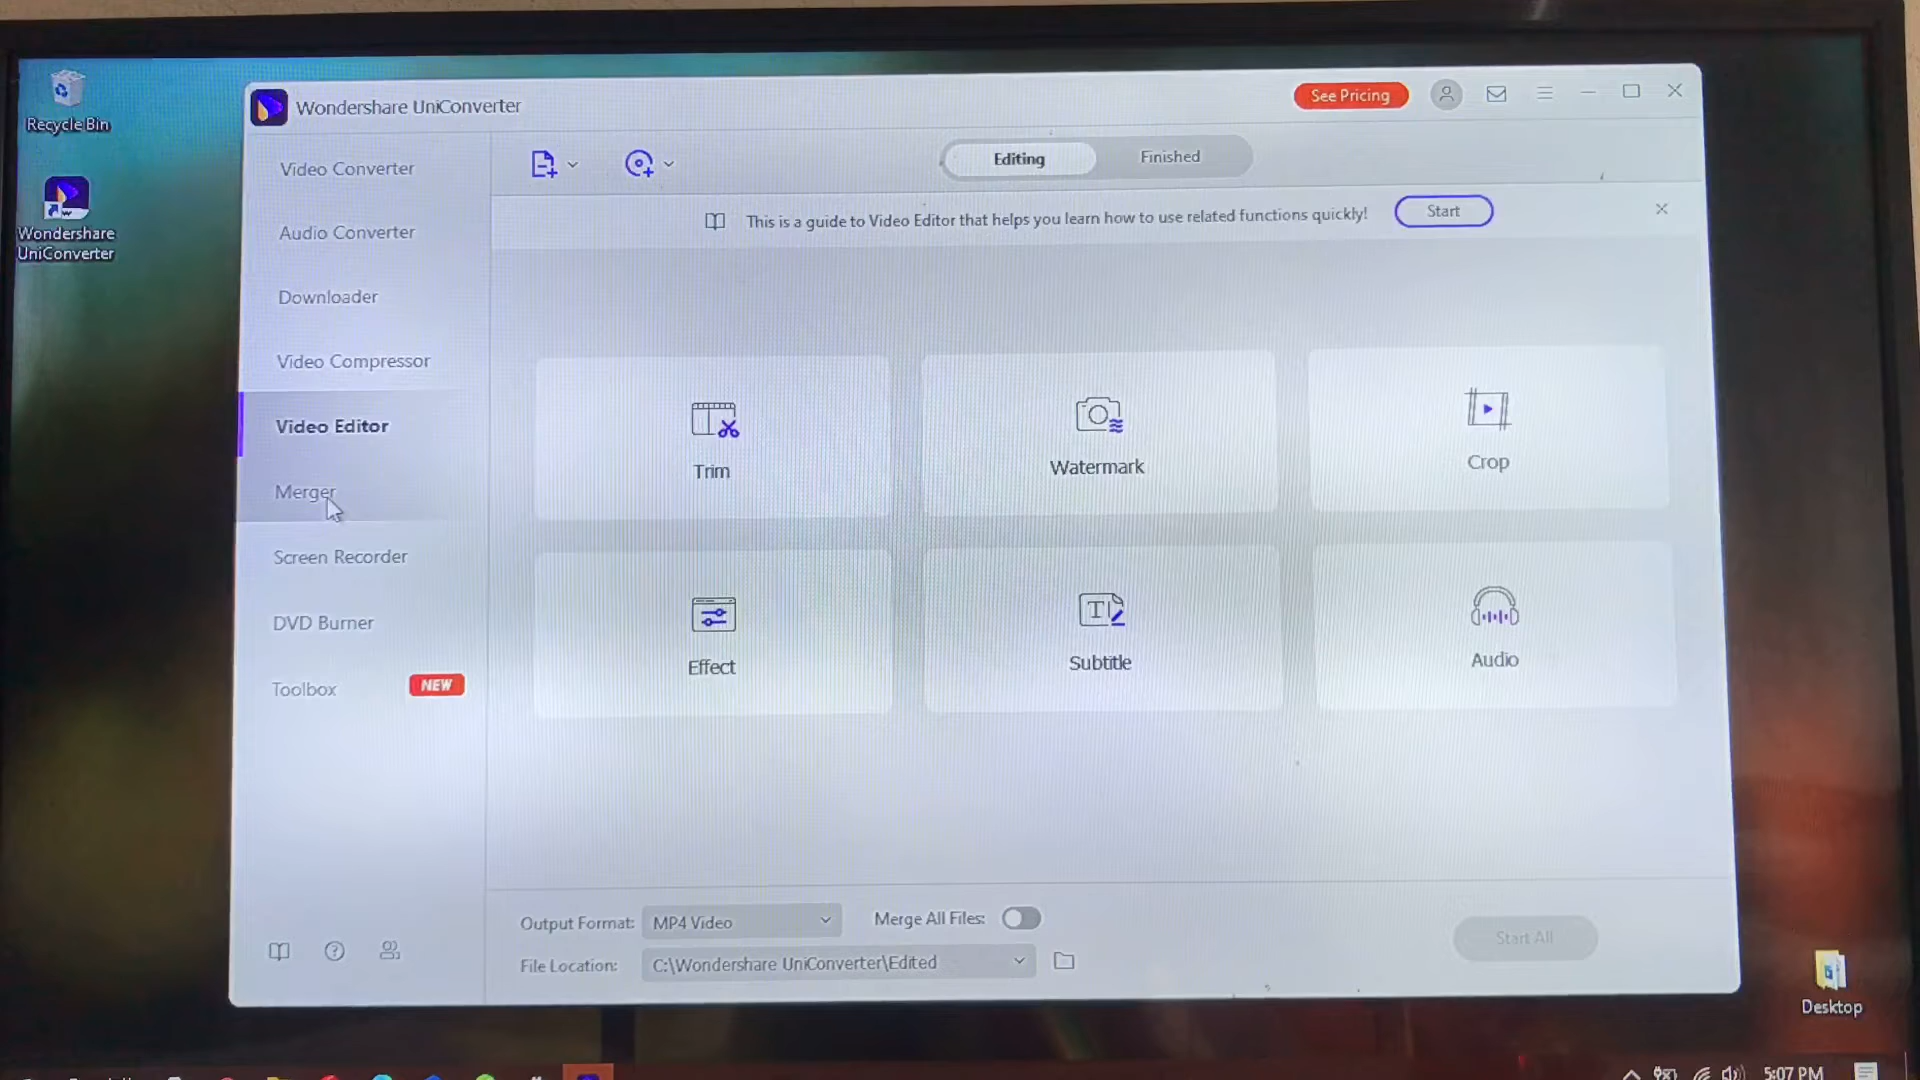 Recycle Bin
Wondershare
UniConverter
Wondershare UniConverter
See Pricing
Video Converter
Audio Converter
Downloader
Video Compressor
Video Editor
Merger
Screen Recorder
DVD Burner
Toolbox
NEW
Editing
Finished
This is a guide to Video Editor that helps you learn how to use related functions quickly!
Start
Trim
Watermark
Crop
Effect
Subtitle
Audio
Output Format:
MP4 Video
Merge All Files:
File Location:
C:\Wondershare UniConverter\Edited
Start All
Desktop
5:07 PM